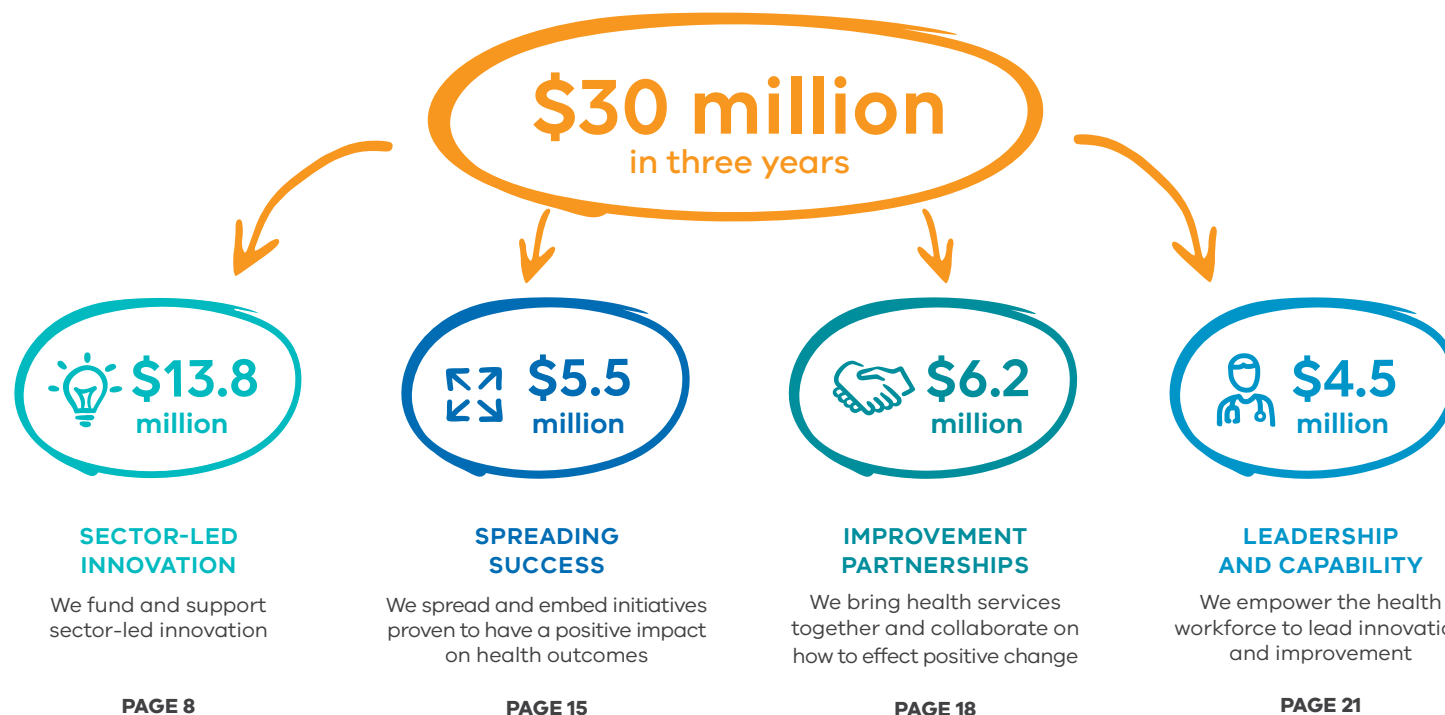 $30 million
in three years
$13.8
million
$5.5
million
$6.2
million
$4.5
million
SECTOR-LED
INNOVATION
We fund and support
sector-led innovation
PAGE 8
SPREADING
SUCCESS
We spread and embed initiatives
proven to have a positive impact
on health outcomes
PAGE 15
IMPROVEMENT
PARTNERSHIPS
We bring health services
together and collaborate on
how to effect positive change
PAGE 18
LEADERSHIP
AND CAPABILITY
We empower the health
workforce to lead
and improvement
PAGE 21